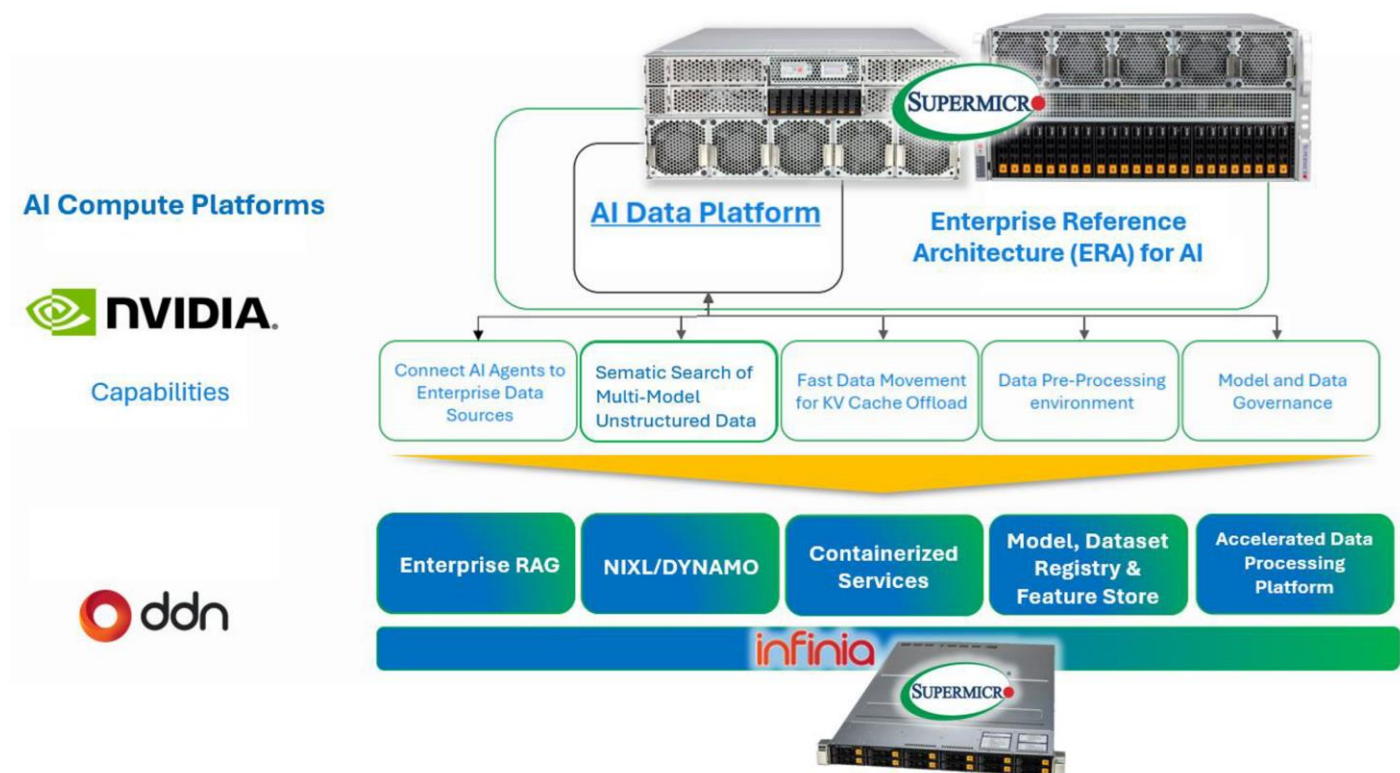 SUPERMICR
AI Compute Platforms
AI Data Platform
Enterprise Reference
Architecture (ERA) for AI
NVIDIA.
Capabilities
Connect AI Agents to
Enterprise Data
Sources
Sematic Search of
Multi-Model
Unstructured Data
Fast Data Movement
for KV Cache Offload
Data Pre-Processing
environment
Model and Data
Governance
Enterprise RAG
NIXL/DYNAMO
Containerized
Services
Model, Dataset
Registry &
Feature Store
Accelerated Data
Processing
Platform
ddn
infinia
SUPERMICR